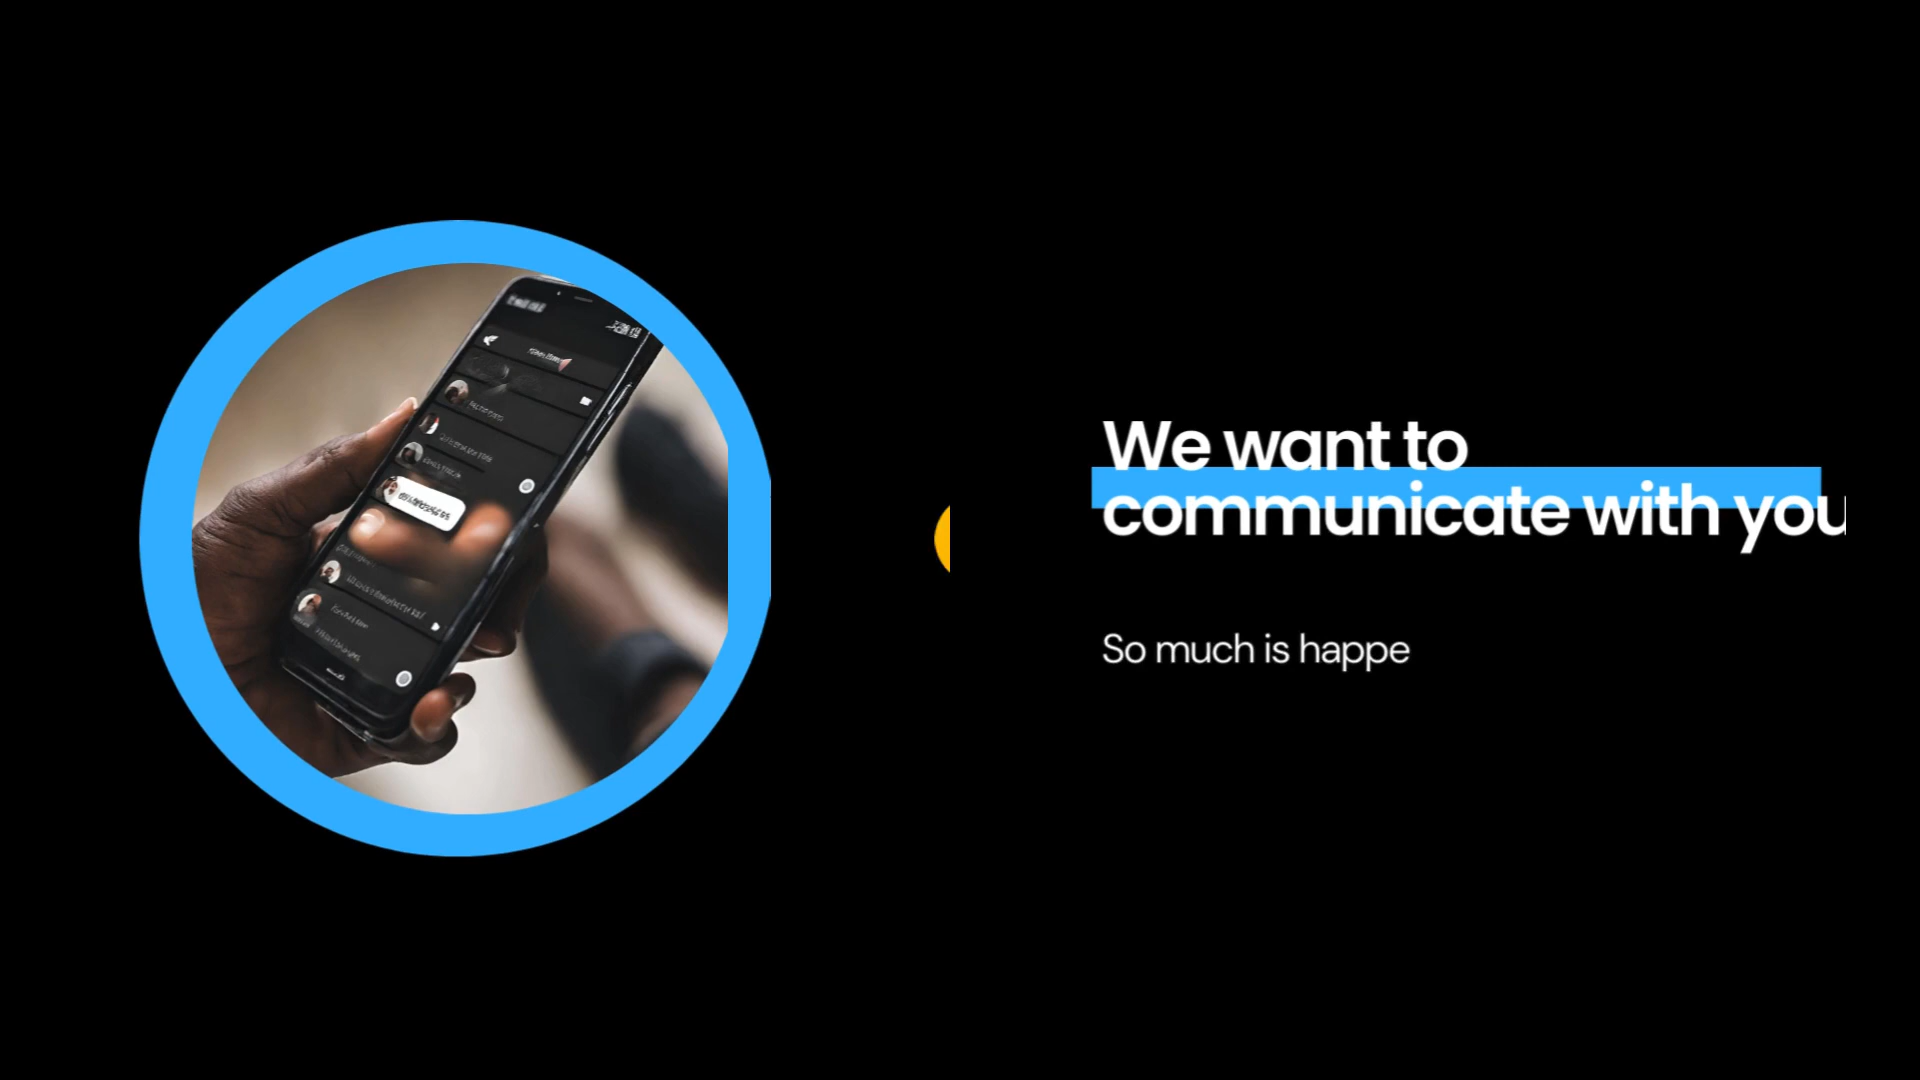 We want to
communicate with you
So much is happe